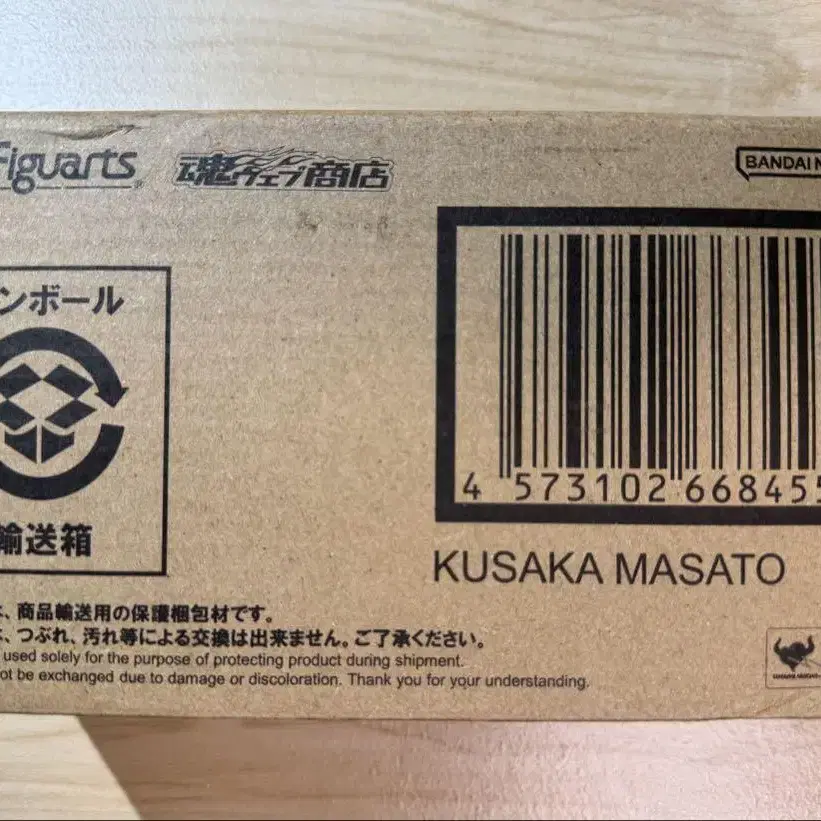 Figuarts
魂ウェブ商店
BANDAI N
ンボール
輸送箱
4 573102 668455
KUSAKA MASATO
、商品輸送用の保護梱包材です。
、つぶれ、汚れ等による交換は出来ません。ご了承ください。
used solely for the purpose of protecting product during shipment.
ot be exchanged due to damage or discoloration. Thank you for your understanding.